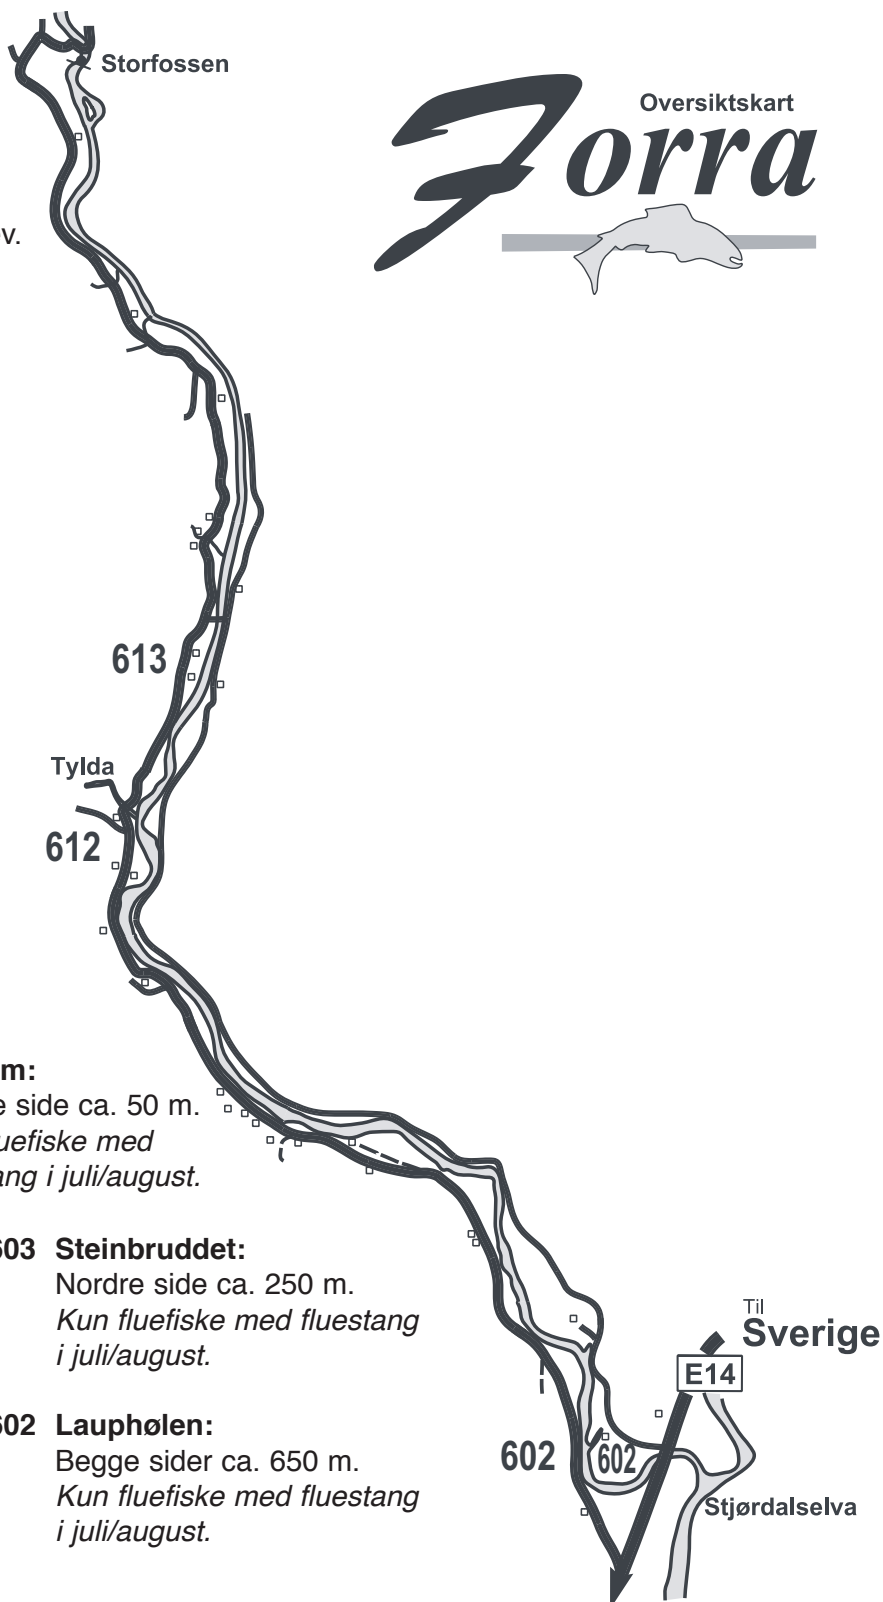 Storfossen
Oversiktskart
Forra
v.
613
Tylda
612
m:
e side ca. 50 m.
uefiske med
ang i juli/august.
603 Steinbruddet:
Nordre side ca. 250 m.
Kun fluefiske med fluestang
i juli/august.
Til
Sverige
E14
602 Lauphølen:
Begge sider ca. 650 m.
Kun fluefiske med fluestang
i juli/august.
602
602
Stjørdalselva